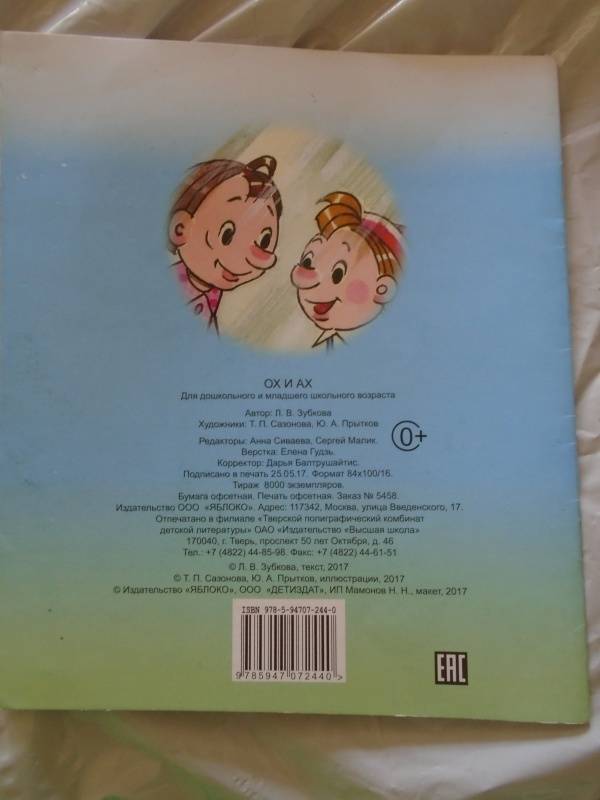 ОХ И АХ
Для дошкольного и младшего школьного возраста
Автор: Л. В. Зубкова
Художники: Т. П. Сазонова, Ю. А. Прытков
0+
Редакторы: Анна Сиваева, Сергей Малик.
Верстка: Елена Гудзь.
Корректор: Дарья Балтрушайтис.
Подписано в печать 25.05.17. Формат 84х100/16.
Тираж 8000 экземпляров.
Бумага офсетная. Печать офсетная. Заказ № 5458.
Издательство ООО «ЯБЛОКО». Адрес: 117342, Москва, улица Введенского, 17.
Отпечатано в филиале «Тверской полиграфический комбинат
детской литературы» ОАО «Издательство «Высшая школа»
170040, г. Тверь, проспект 50 лет Октября, д. 46
Тел.: +7 (4822) 44-85-98. Факс: +7 (4822) 44-61-51
© Л. В. Зубкова, текст, 2017
© Т. П. Сазонова, Ю. А. Прытков, иллюстрации, 2017
© Издательство «ЯБЛОКО», ООО «ДЕТИЗДАТ», ИП Мамонов Н. Н., макет, 2017
ISBN 978-5-94707-244-0
9 785947 072440 >
EAC